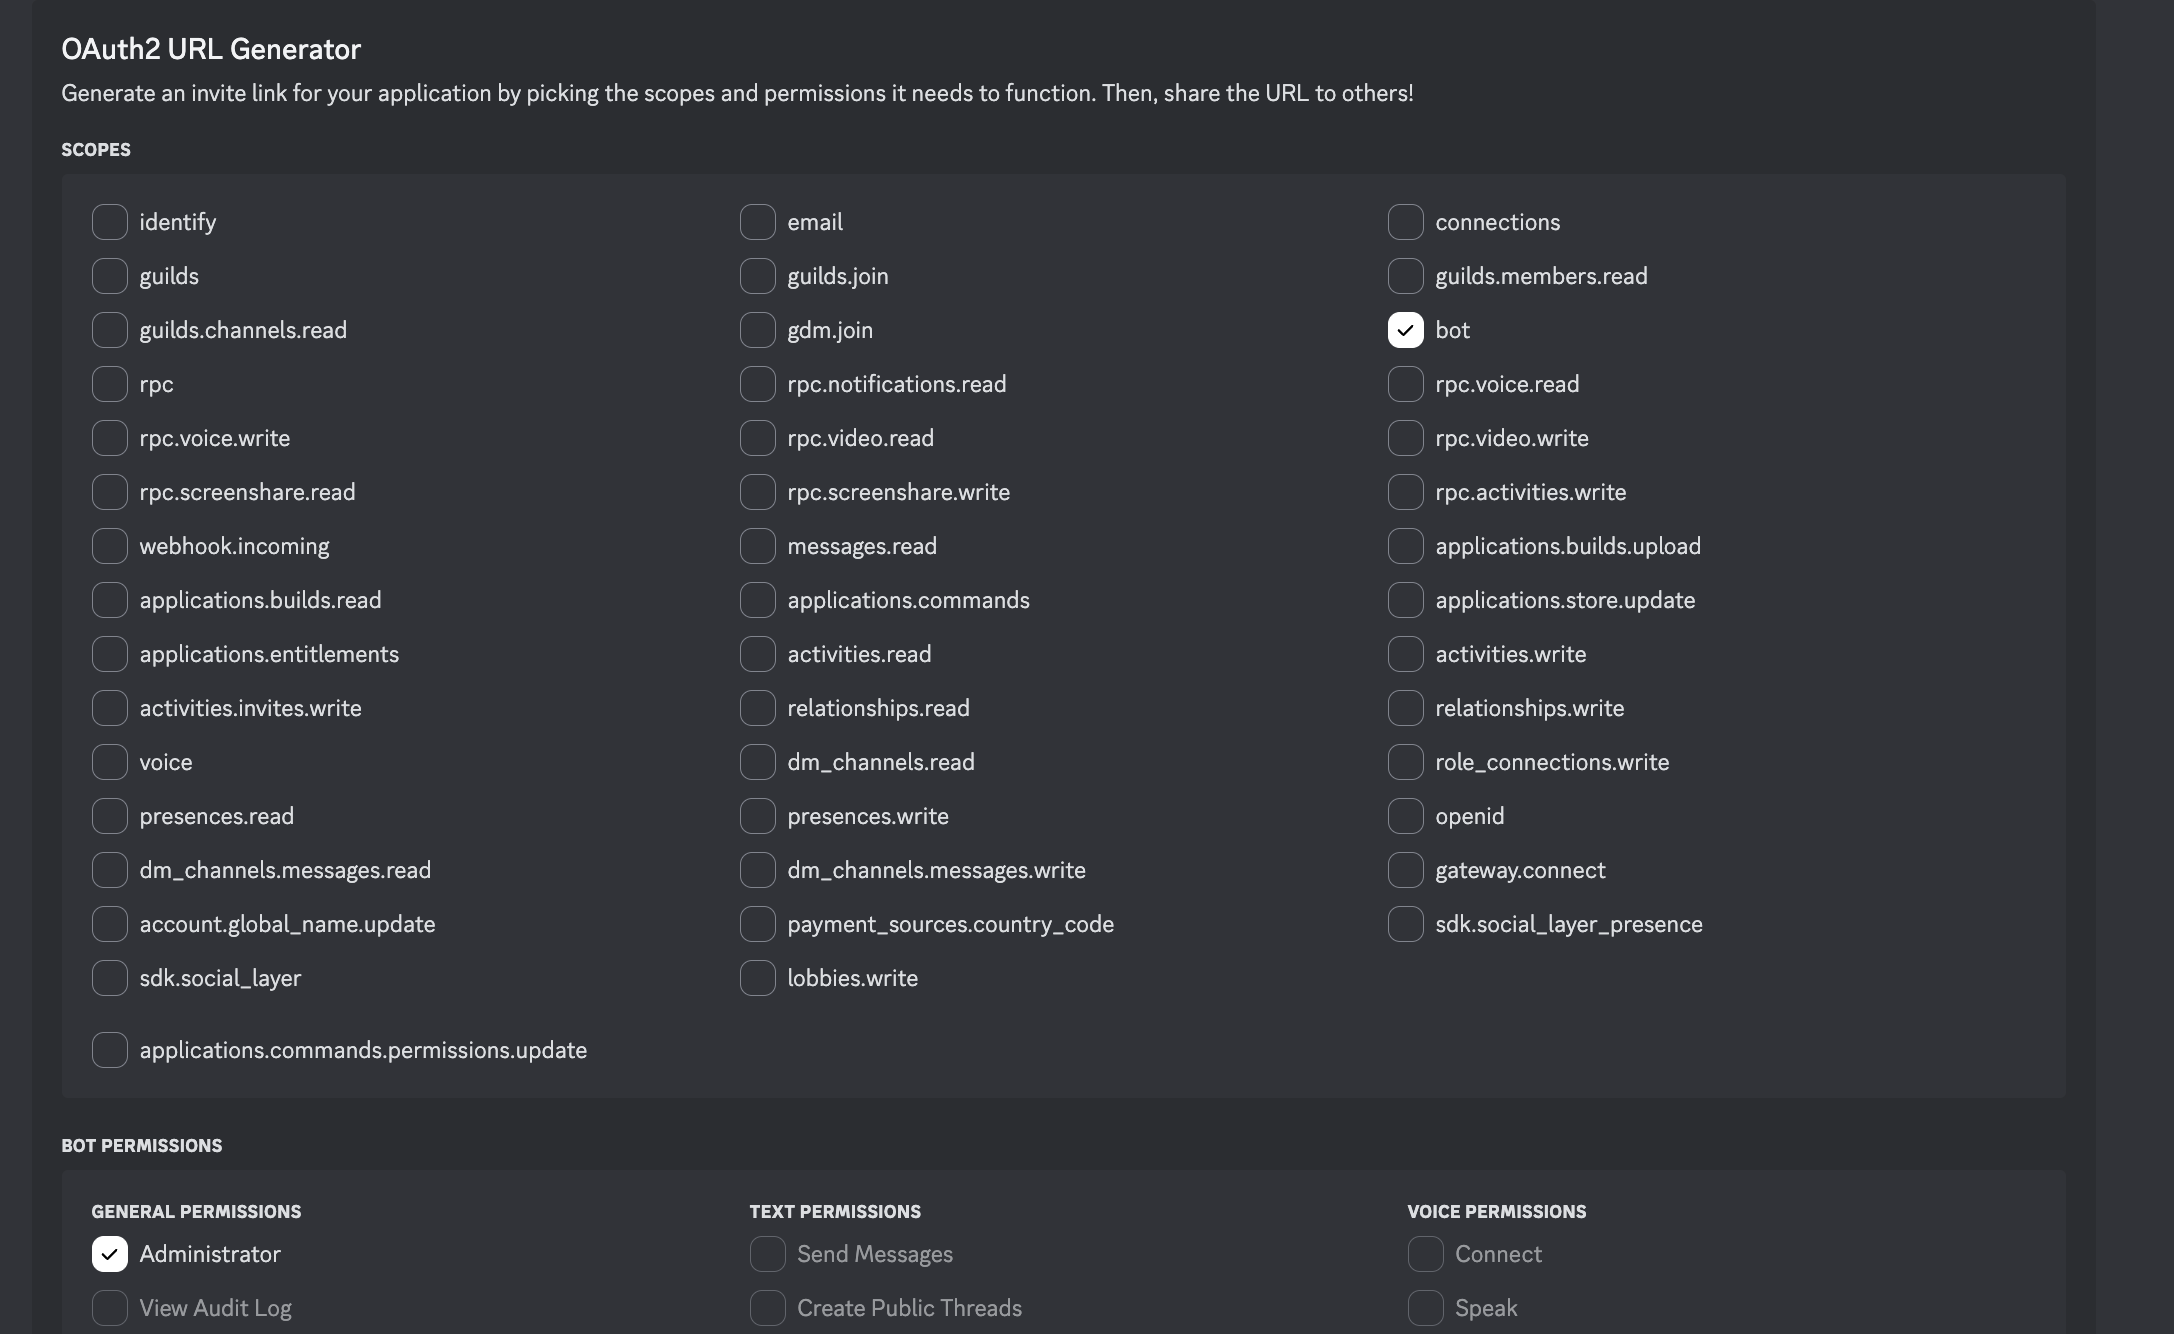 OAuth2 URL Generator
Generate an invite link for your application by picking the scopes and permissions it needs to function. Then, share the URL to others!
SCOPES
identify email connections
guilds guilds.join guilds.members.read
guilds.channels.read gdm.join bot
rpc rpc.notifications.read rpc.voice.read
rpc.voice.write rpc.video.read rpc.video.write
rpc.screenshare.read rpc.screenshare.write rpc.activities.write
webhook.incoming messages.read applications.builds.upload
applications.builds.read applications.commands applications.store.update
applications.entitlements activities.read activities.write
activities.invites.write relationships.read relationships.write
voice dm_channels.read role_connections.write
presences.read presences.write openid
dm_channels.messages.read dm_channels.messages.write gateway.connect
account.global_name.update payment_sources.country_code sdk.social_layer_presence
sdk.social_layer lobbies.write
applications.commands.permissions.update
BOT PERMISSIONS
GENERAL PERMISSIONS TEXT PERMISSIONS VOICE PERMISSIONS
Administrator Send Messages Connect
View Audit Log Create Public Threads Speak